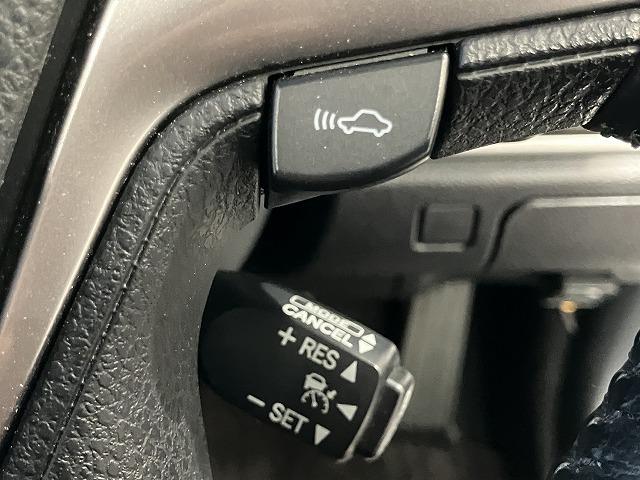 MODE
CANCEL
+ RES ▲
- SET ▼